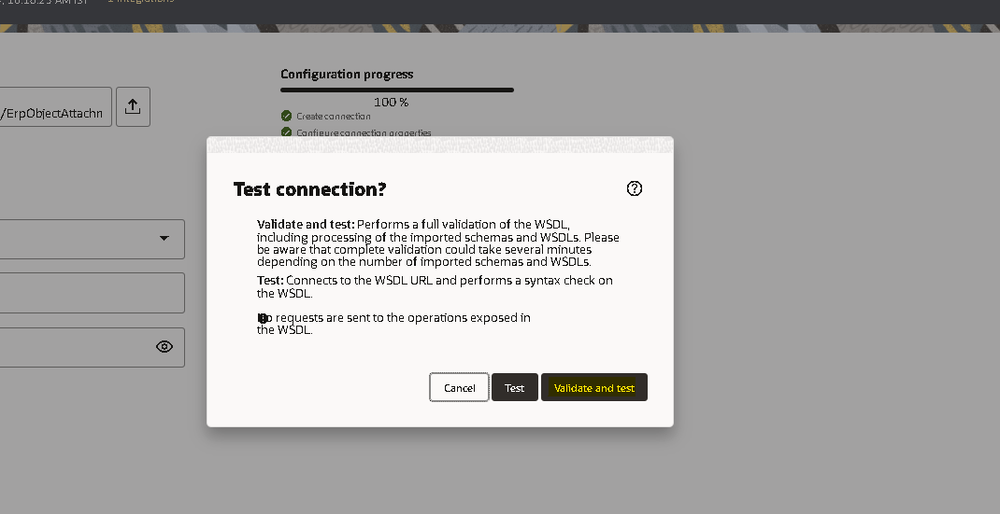 Configuration progress
100 %
/ErpObjectAttachn
Create connection
Configure connection properties
Test connection?
Validate and test: Performs a full validation of the WSDL,
including processing of the imported schemas and WSDLs. Please
be aware that complete validation could take several minutes
depending on the number of imported schemas and WSDLs.
Test: Connects to the WSDL URL and performs a syntax check on
the WSDL.
No requests are sent to the operations exposed in
the WSDL.
Cancel
Test
Validate and test